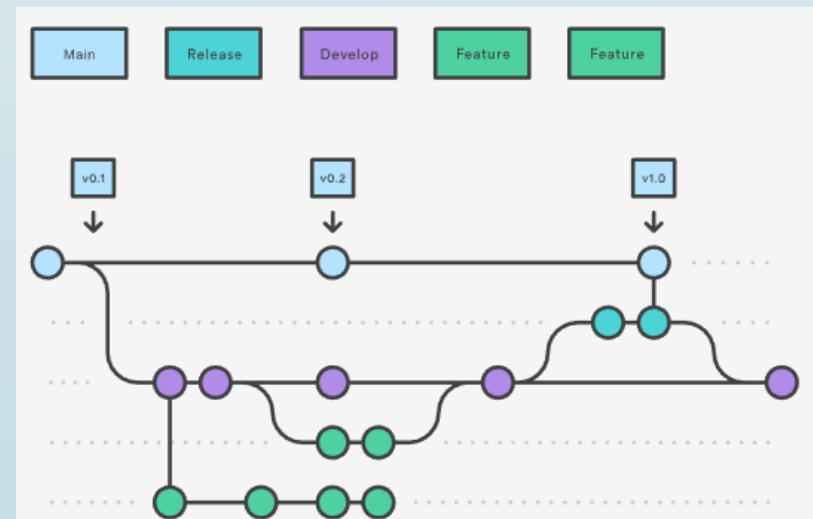 Main
Release
Develop
Feature
Feature
v0.1
v0.2
v1.0